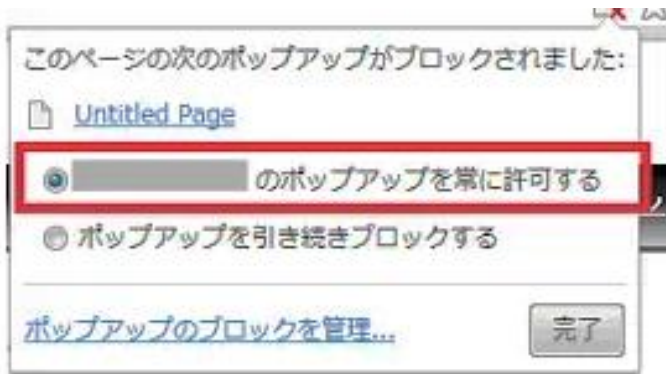 このページの次のポップアップがブロックされました:
Untitled Page
のポップアップを常に許可する
ポップアップを引き続きブロックする
ポップアップのブロックを管理...
完了